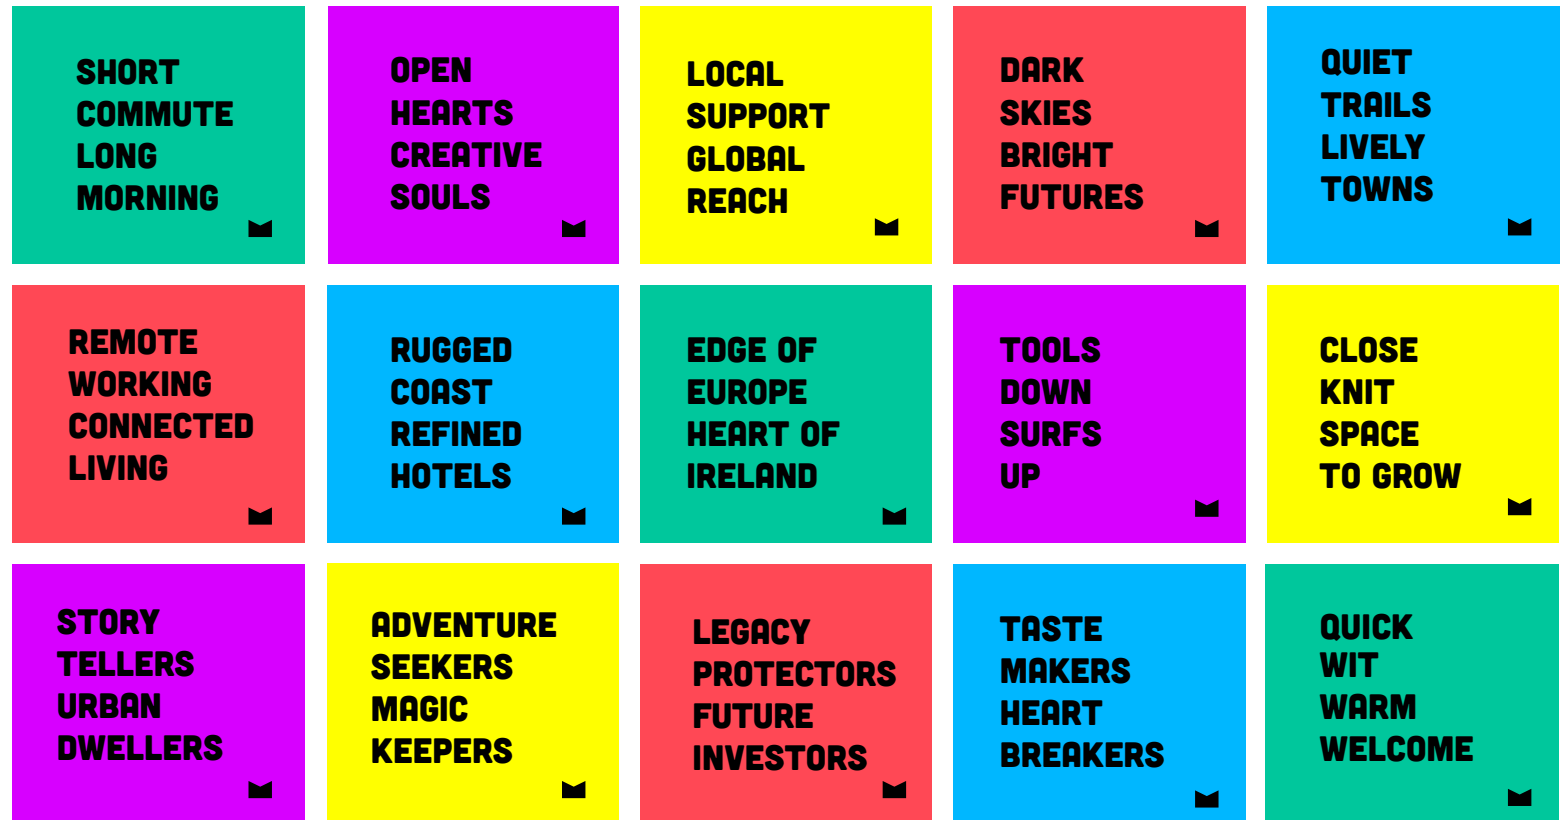 SHORT
COMMUTE
LONG
MORNING
OPEN
HEARTS
CREATIVE
SOULS
LOCAL
SUPPORT
GLOBAL
REACH
DARK
SKIES
BRIGHT
FUTURES
QUIET
TRAILS
LIVELY
TOWNS
REMOTE
WORKING
CONNECTED
LIVING
RUGGED
COAST
REFINED
HOTELS
EDGE OF
EUROPE
HEART OF
IRELAND
TOOLS
DOWN
SURFS
UP
CLOSE
KNIT
SPACE
TO GROW
STORY
TELLERS
URBAN
DWELLERS
ADVENTURE
SEEKERS
MAGIC
KEEPERS
LEGACY
PROTECTORS
FUTURE
INVESTORS
TASTE
MAKERS
HEART
BREAKERS
QUICK
WIT
WARM
WELCOME